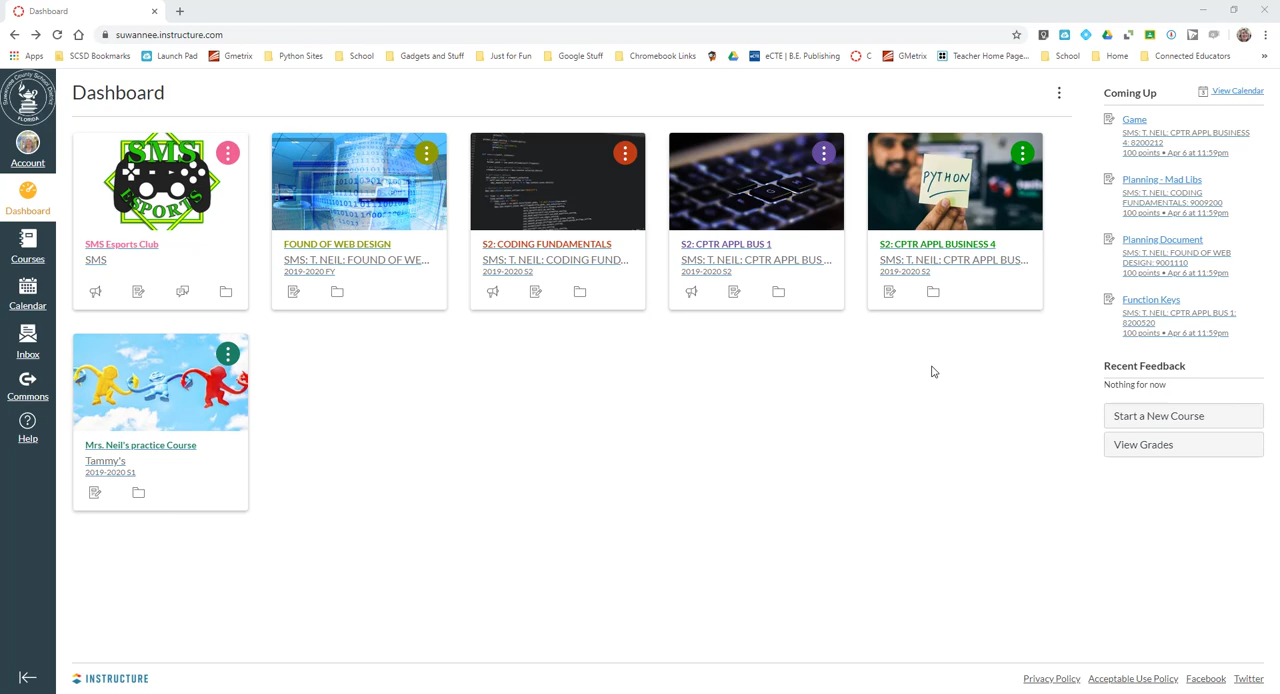 Dashboard
suwannee.instructure.com
Apps
SCSD Bookmarks
Launch Pad
Gmetrix
Python Sites
School
Gadgets and Stuff
Just for Fun
Google Stuff
Chromebook Links
eCTE | B.E. Publishing
C
GMetrix
Teacher Home Page...
School
Home
Connected Educators
»
Account
Dashboard
Courses
Calendar
Inbox
Commons
Help
Dashboard
SMS
ESPORTS
SMS Esports Club
SMS
FOUND OF WEB DESIGN
SMS: T. NEIL: FOUND OF WE...
2019-2020 FY
S2: CODING FUNDAMENTALS
SMS: T. NEIL: CODING FUND...
2019-2020 S2
S2: CPTR APPL BUS 1
SMS: T. NEIL: CPTR APPL BUS ...
2019-2020 S2
PYTHON
S2: CPTR APPL BUSINESS 4
SMS: T. NEIL: CPTR APPL BUS...
2019-2020 S2
Mrs. Neil's practice Course
Tammy's
2019-2020 S1
Coming Up
View Calendar
Game
SMS: T. NEIL: CPTR APPL BUSINESS
4: 8200212
100 points • Apr 6 at 11:59pm
Planning - Mad Libs
SMS: T. NEIL: CODING
FUNDAMENTALS: 9009200
100 points • Apr 6 at 11:59pm
Planning Document
SMS: T. NEIL: FOUND OF WEB
DESIGN: 9001110
100 points • Apr 6 at 11:59pm
Function Keys
SMS: T. NEIL: CPTR APPL BUS 1:
8200520
100 points • Apr 6 at 11:59pm
Recent Feedback
Nothing for now
Start a New Course
View Grades
INSTRUCTURE
Privacy Policy
Acceptable Use Policy
Facebook
Twitter